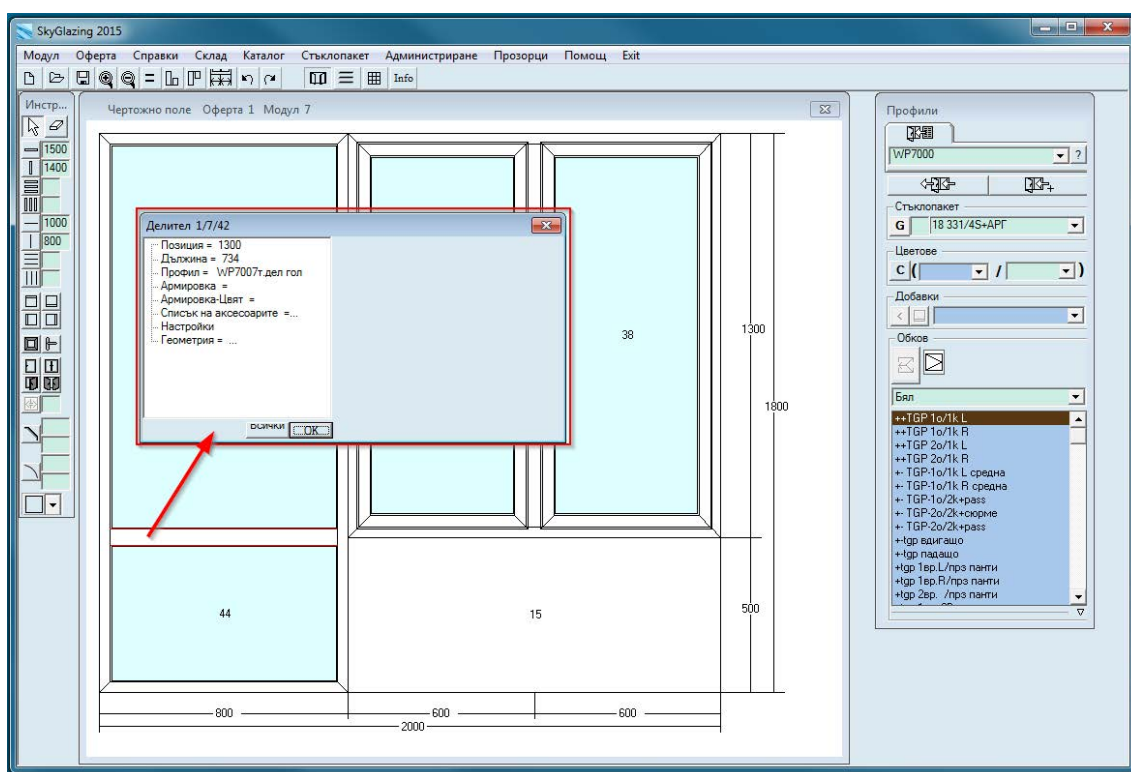 SkyGlazing 2015
Модул Оферта Справки Склад Каталог Стъклопакет Администриране Прозорци Помощ Exit
Info
Инстр...
1500
1400
1000
800
Чертожно поле Оферта 1 Модул 7
Делител 1/7/42
Позиция = 1300
Дължина = 734
Профил = WP7007т.дел гол
Армировка =
Армировка-Цвят =
Списък на аксесоарите =...
Настройки
Геометрия = ...
Всички
OK
38
1300
1800
44
15
500
800
600
600
2000
Профили
WP7000
?
Стъклопакет
G 18 331/4S+АРГ
Цветове
C ( / )
Добавки
<
Обков
Бял
++TGP 1o/1k L
++TGP 1o/1k R
++TGP 2o/1k L
++TGP 2o/1k R
+- TGP-1o/1k L средна
+- TGP-1o/1k R средна
+- TGP-1o/2k+pass
+- TGP-2o/2k+сюрме
+- TGP-2o/2k+pass
+-tgp вдигащо
+-tgp падащо
+tgp 1вр.L/прз панти
+tgp 1вр.R/прз панти
+tgp 2вр. /прз панти